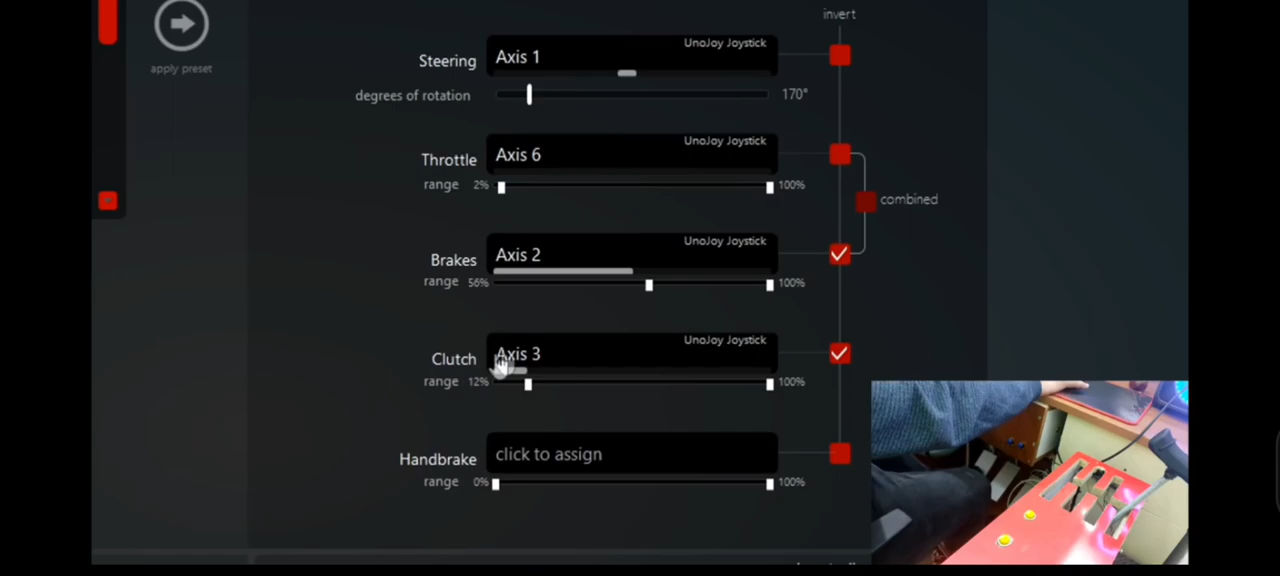 invert
apply preset
Steering
Axis 1
UnoJoy Joystick
degrees of rotation
170°
Throttle
Axis 6
UnoJoy Joystick
range 2% 100%
combined
Brakes
Axis 2
UnoJoy Joystick
range 56% 100%
Clutch
Axis 3
UnoJoy Joystick
range 12% 100%
Handbrake
click to assign
range 0% 100%